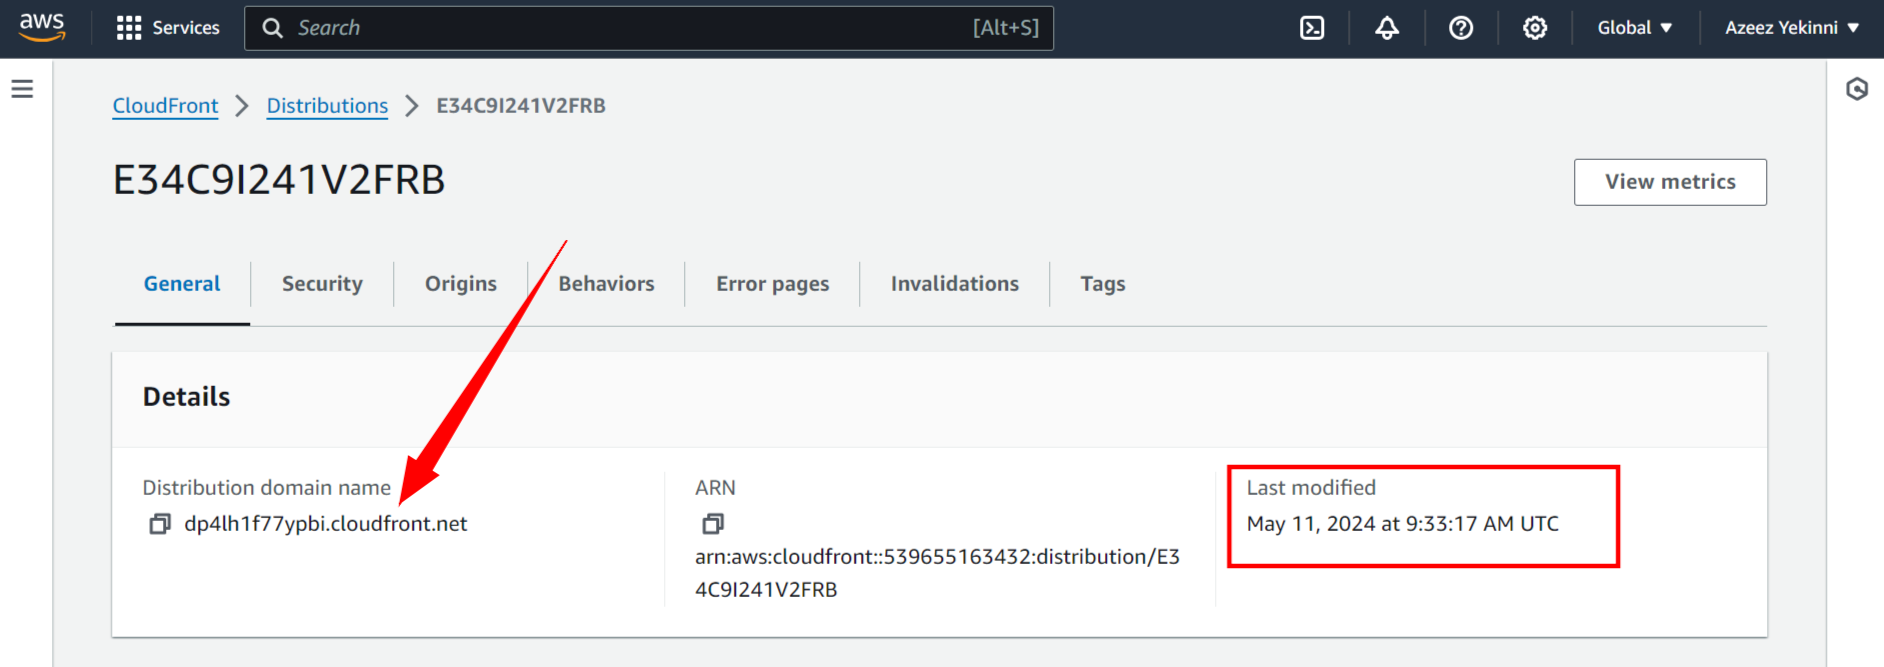 aws
Services
Search
[Alt+S]
Global
Azeez Yekinni
CloudFront
Distributions
E34C9I241V2FRB
E34C9I241V2FRB
View metrics
General
Security
Origins
Behaviors
Error pages
Invalidations
Tags
Details
Distribution domain name
dp4lh1f77ypbi.cloudfront.net
ARN
arn:aws:cloudfront::539655163432:distribution/E3
4C9I241V2FRB
Last modified
May 11, 2024 at 9:33:17 AM UTC